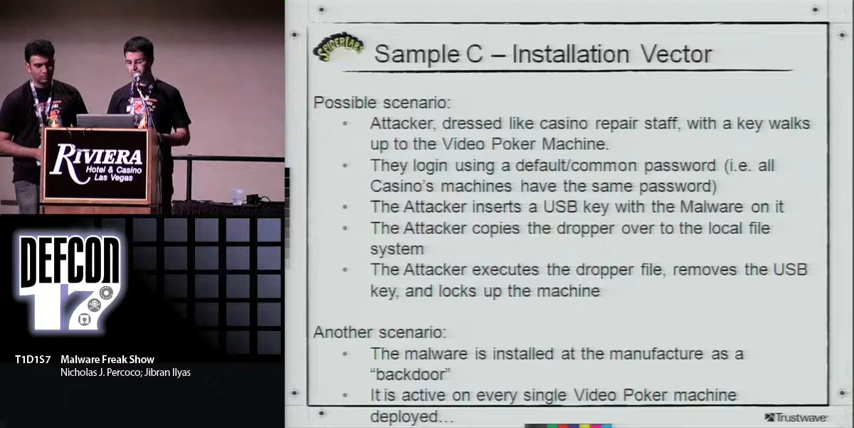 SPIDERLABS
Sample C – Installation Vector
Possible scenario:
• Attacker, dressed like casino repair staff, with a key walks
up to the Video Poker Machine.
• They login using a default/common password (i.e. all
Casino's machines have the same password)
• The Attacker inserts a USB key with the Malware on it
• The Attacker copies the dropper over to the local file
system
• The Attacker executes the dropper file, removes the USB
key, and locks up the machine
Another scenario:
• The malware is installed at the manufacture as a
"backdoor"
• It is active on every single Video Poker machine
deployed…
Trustwave®
RIVIERA
Hotel & Casino
Las Vegas
DEFCON
17
T1D1S7 Malware Freak Show
Nicholas J. Percoco; Jibran Ilyas